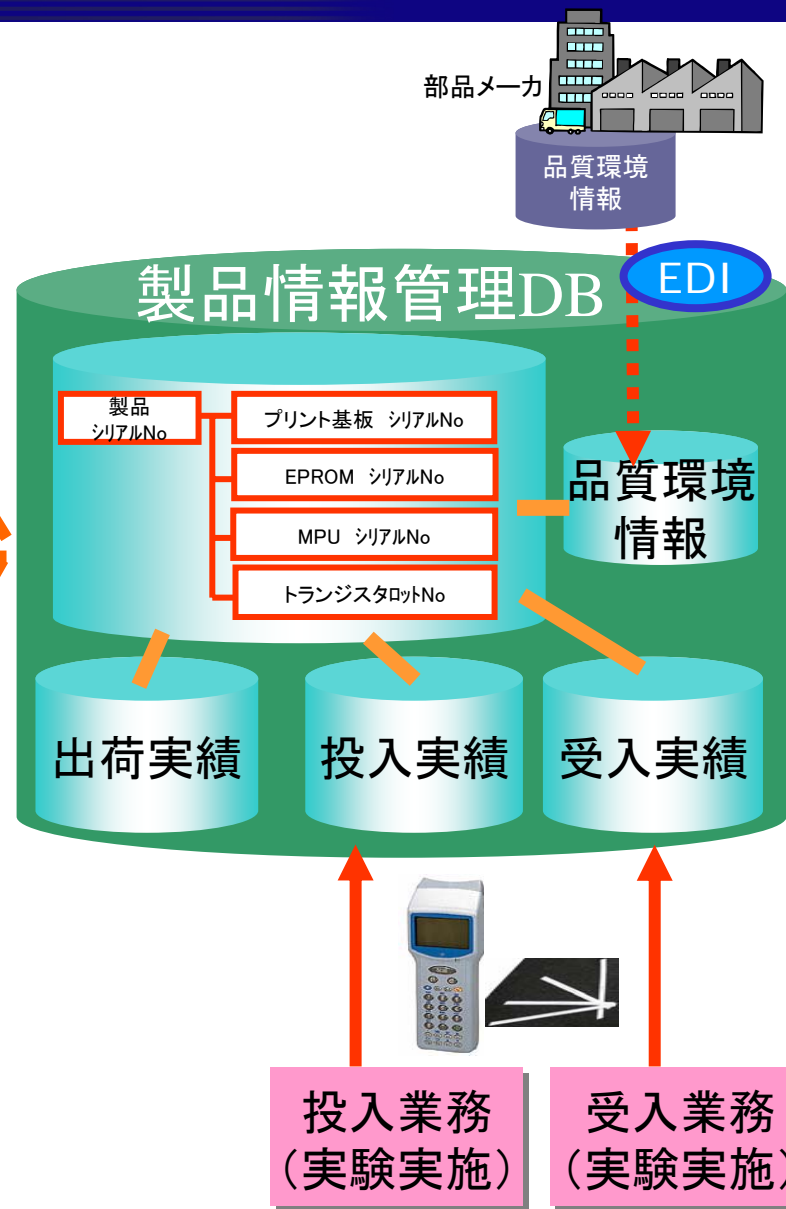 部品メーカ
品質環境
情報
製品情報管理DB
EDI
製品
シリアルNo
プリント基板 シリアルNo
EPROM シリアルNo
MPU シリアルNo
トランジスタロットNo
品質環境
情報
出荷実績
投入実績
受入実績
投入業務
（実験実施）
受入業務
（実験実施）